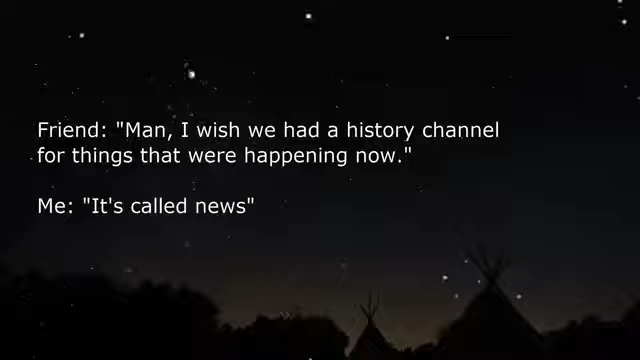 Friend: "Man, I wish we had a history channel
for things that were happening now."
Me: "It's called news"